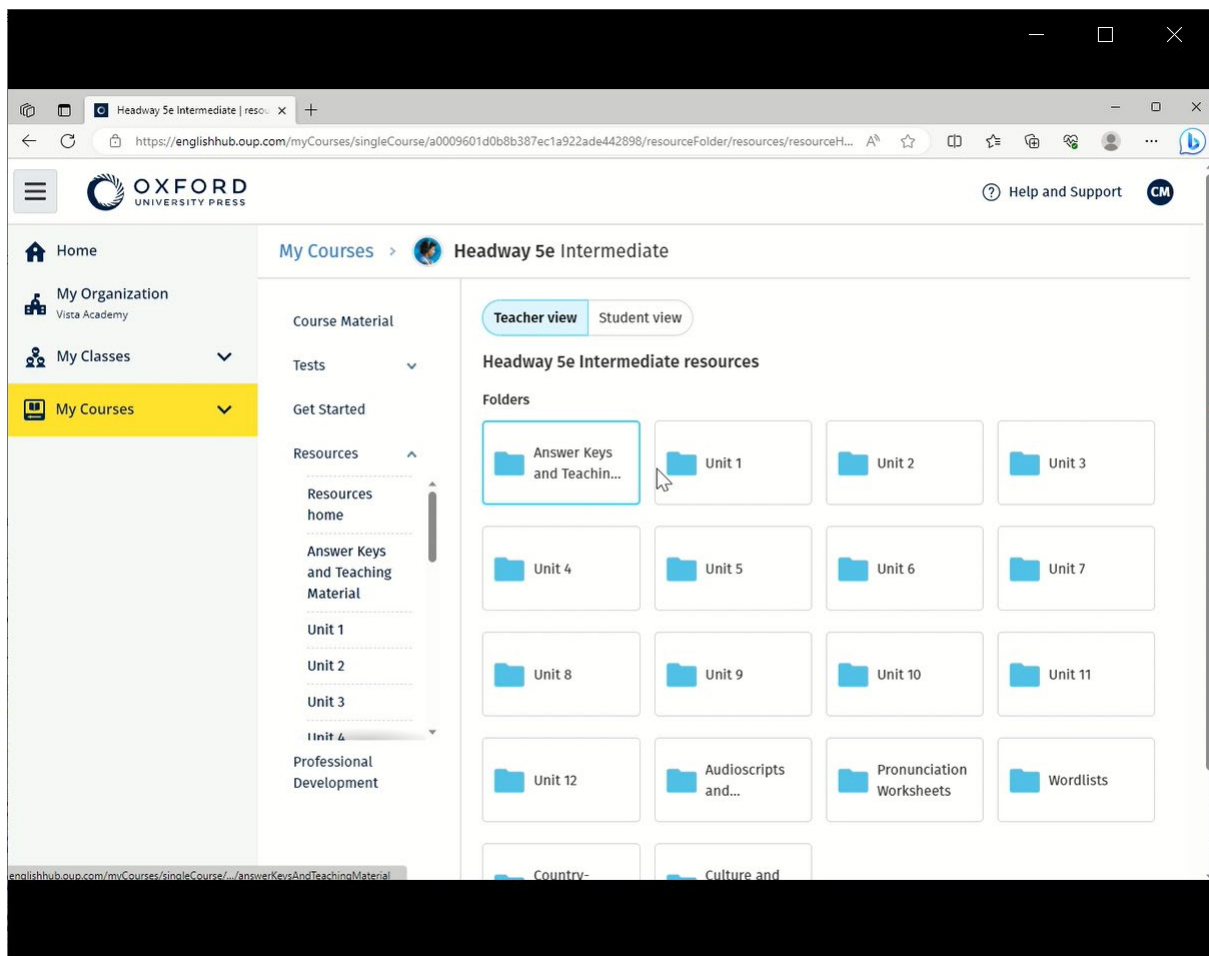 Headway 5e Intermediate | resou
https://englishhub.oup.com/myCourses/singleCourse/a0009601d0b8b387ec1a922ade442898/resourceFolder/resources/resourceH...
OXFORD
UNIVERSITY PRESS
Help and Support
CM
Home
My Organization
Vista Academy
My Classes
My Courses
My Courses > Headway 5e Intermediate
Course Material
Tests
Get Started
Resources
Resources
home
Answer Keys
and Teaching
Material
Unit 1
Unit 2
Unit 3
Unit 4
Professional
Development
Teacher view
Student view
Headway 5e Intermediate resources
Folders
Answer Keys
and Teachin...
Unit 1
Unit 2
Unit 3
Unit 4
Unit 5
Unit 6
Unit 7
Unit 8
Unit 9
Unit 10
Unit 11
Unit 12
Audioscripts
and...
Pronunciation
Worksheets
Wordlists
Country-
Culture and
englishhub.oup.com/myCourses/singleCourse/.../answerKeysAndTeachingMaterial